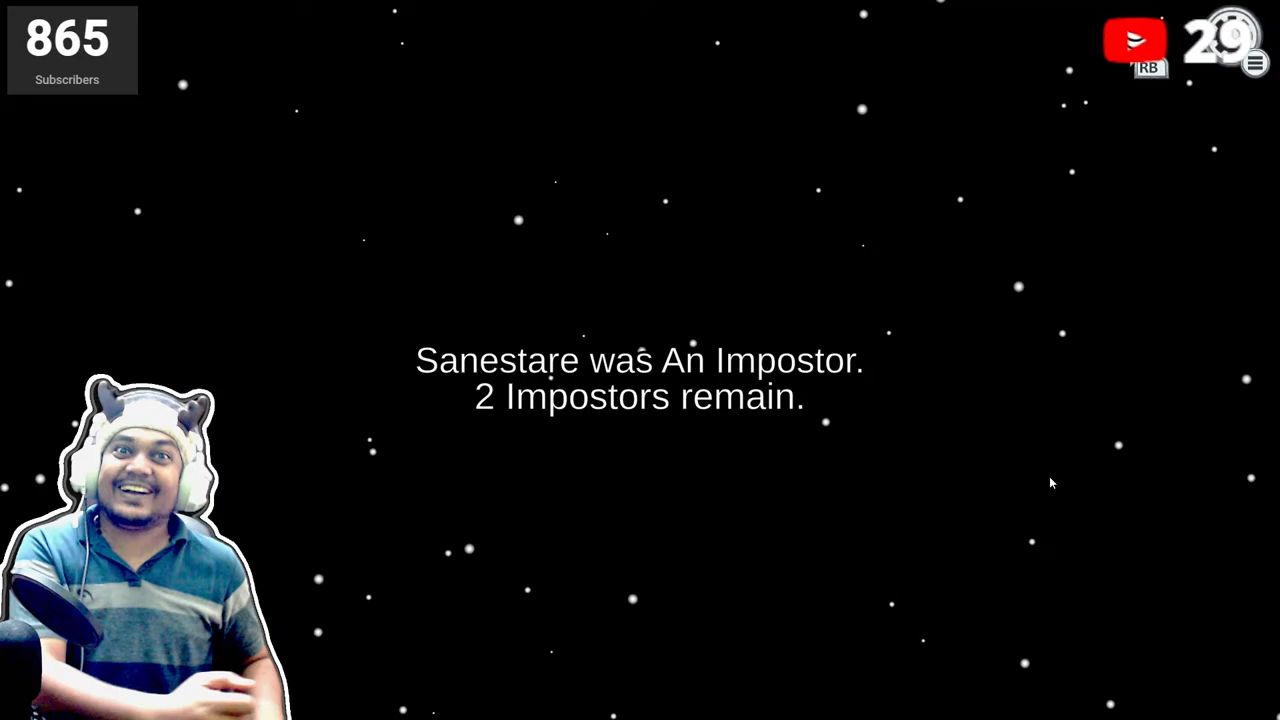 865
Subscribers
29
RB
Sanestare was An Impostor.
2 Impostors remain.